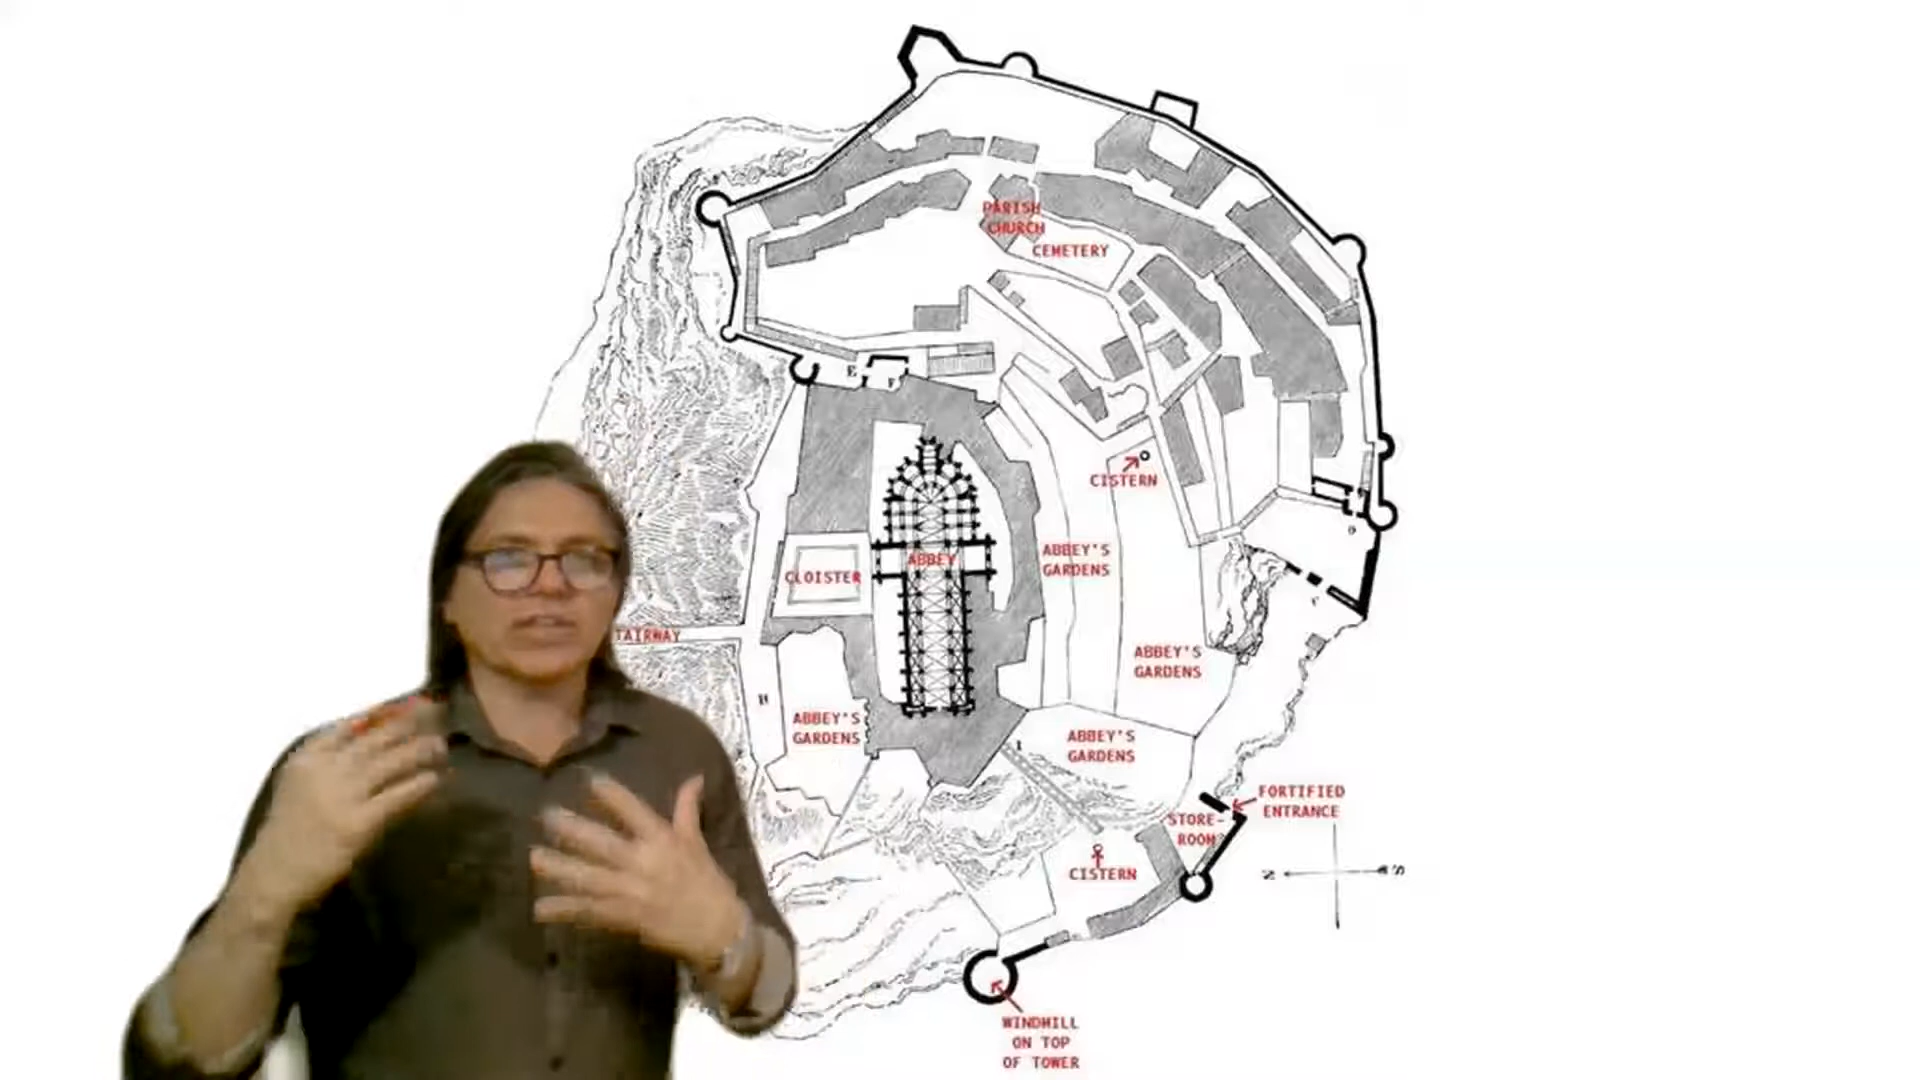 PARISH
CHURCH
CEMETERY
E
F
CISTERN
ABBEY'S
GARDENS
ABBEY
CLOISTER
TAIRWAY
ABBEY'S
GARDENS
ABBEY'S
GARDENS
ABBEY'S
GARDENS
FORTIFIED
ENTRANCE
STORE-
ROOM?
CISTERN
N
S
WINDMILL
ON TOP
OF TOWER